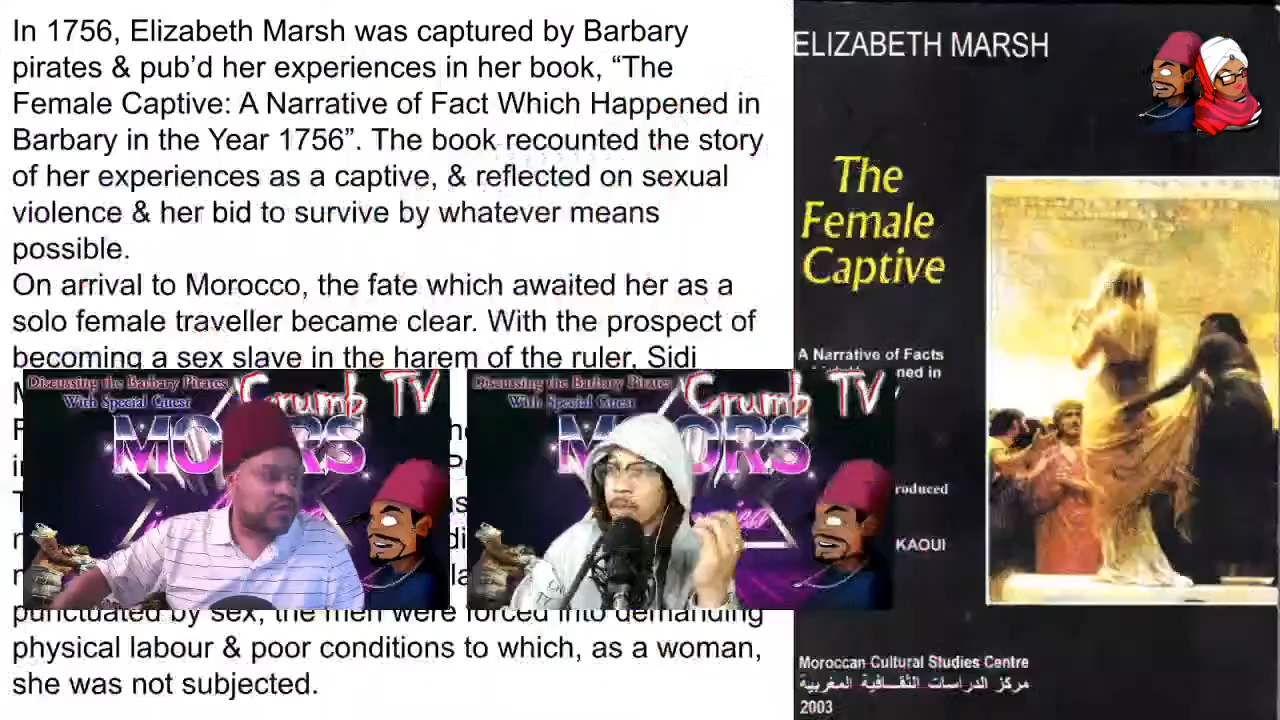 In 1756, Elizabeth Marsh was captured by Barbary
pirates & pub’d her experiences in her book, “The
Female Captive: A Narrative of Fact Which Happened in
Barbary in the Year 1756”. The book recounted the story
of her experiences as a captive, & reflected on sexual
violence & her bid to survive by whatever means
possible.
On arrival to Morocco, the fate which awaited her as a
solo female traveller became clear. With the prospect of
becoming a sex slave in the harem of the ruler, Sidi
punctuated by sex, the men were forced into demanding
physical labour & poor conditions to which, as a woman,
she was not subjected.
Discussing the Barbary Pirates
With Special Guest
Crumb TV
MOORS
Discussing the Barbary Pirates
With Special Guest
Crumb TV
MOORS
ELIZABETH MARSH
The
Female
Captive
A Narrative of Facts
ned in
roduced
KAOUI
Moroccan Cultural Studies Centre
مركز الدراسات الثقافية المغربية
2003